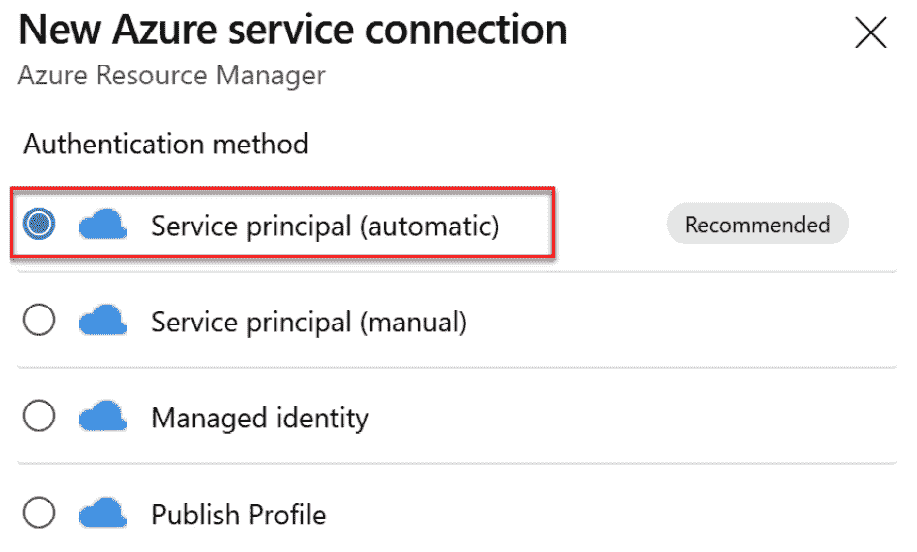 New Azure service connection
Azure Resource Manager
Authentication method
Service principal (automatic)
Recommended
Service principal (manual)
Managed identity
Publish Profile